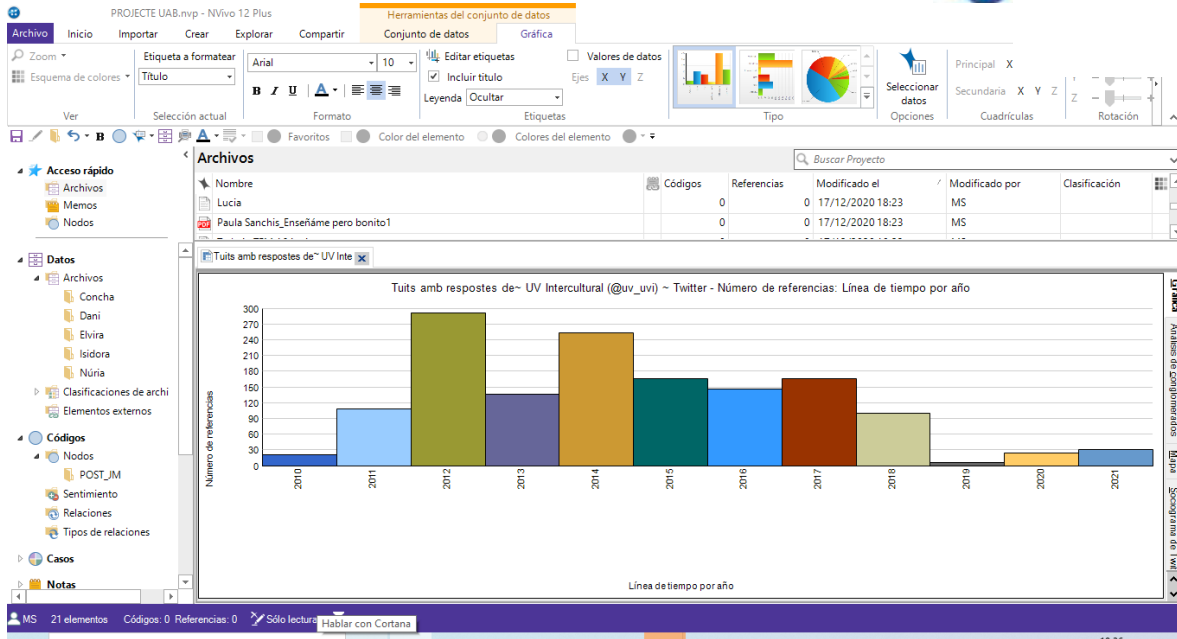 PROJECTE UAB.nvp - NVivo 12 Plus
Herramientas del conjunto de datos
Archivo Inicio Importar Crear Explorar Compartir Conjunto de datos Gráfica
Zoom
Esquema de colores
Ver
Etiqueta a formatear
Título
Selección actual
Arial 10
B I U A
Formato
Editar etiquetas
Incluir título
Leyenda Ocultar
Valores de datos
Ejes X Y Z
Etiquetas
Tipo
Seleccionar datos
Opciones
Principal X
Secundaria X Y Z
Cuadrículas
Z
Rotación
B A Favoritos Color del elemento Colores del elemento
Acceso rápido
Archivos
Memos
Nodos
Datos
Archivos
Concha
Dani
Elvira
Isidora
Núria
Clasificaciones de archi
Elementos externos
Códigos
Nodos
POST_JM
Sentimiento
Relaciones
Tipos de relaciones
Casos
Notas
Archivos
Buscar Proyecto
Nombre Códigos Referencias Modificado el Modificado por Clasificación
Lucia 0 0 17/12/2020 18:23 MS
PDF Paula Sanchis_Enseñáme pero bonito1 0 0 17/12/2020 18:23 MS
Tuits amb respostes de~ UV Inte
Tuits amb respostes de~ UV Intercultural (@uv_uvi) ~ Twitter - Número de referencias: Línea de tiempo por año
Número de referencias
300
270
240
210
180
150
120
90
60
30
0
2010 2011 2012 2013 2014 2015 2016 2017 2018 2019 2020 2021
Línea de tiempo por año
Gráfica
Análisis de conglomerados
Mapa
Sociograma de Twit
MS 21 elementos Códigos: 0 Referencias: 0 Sólo lectura
Hablar con Cortana